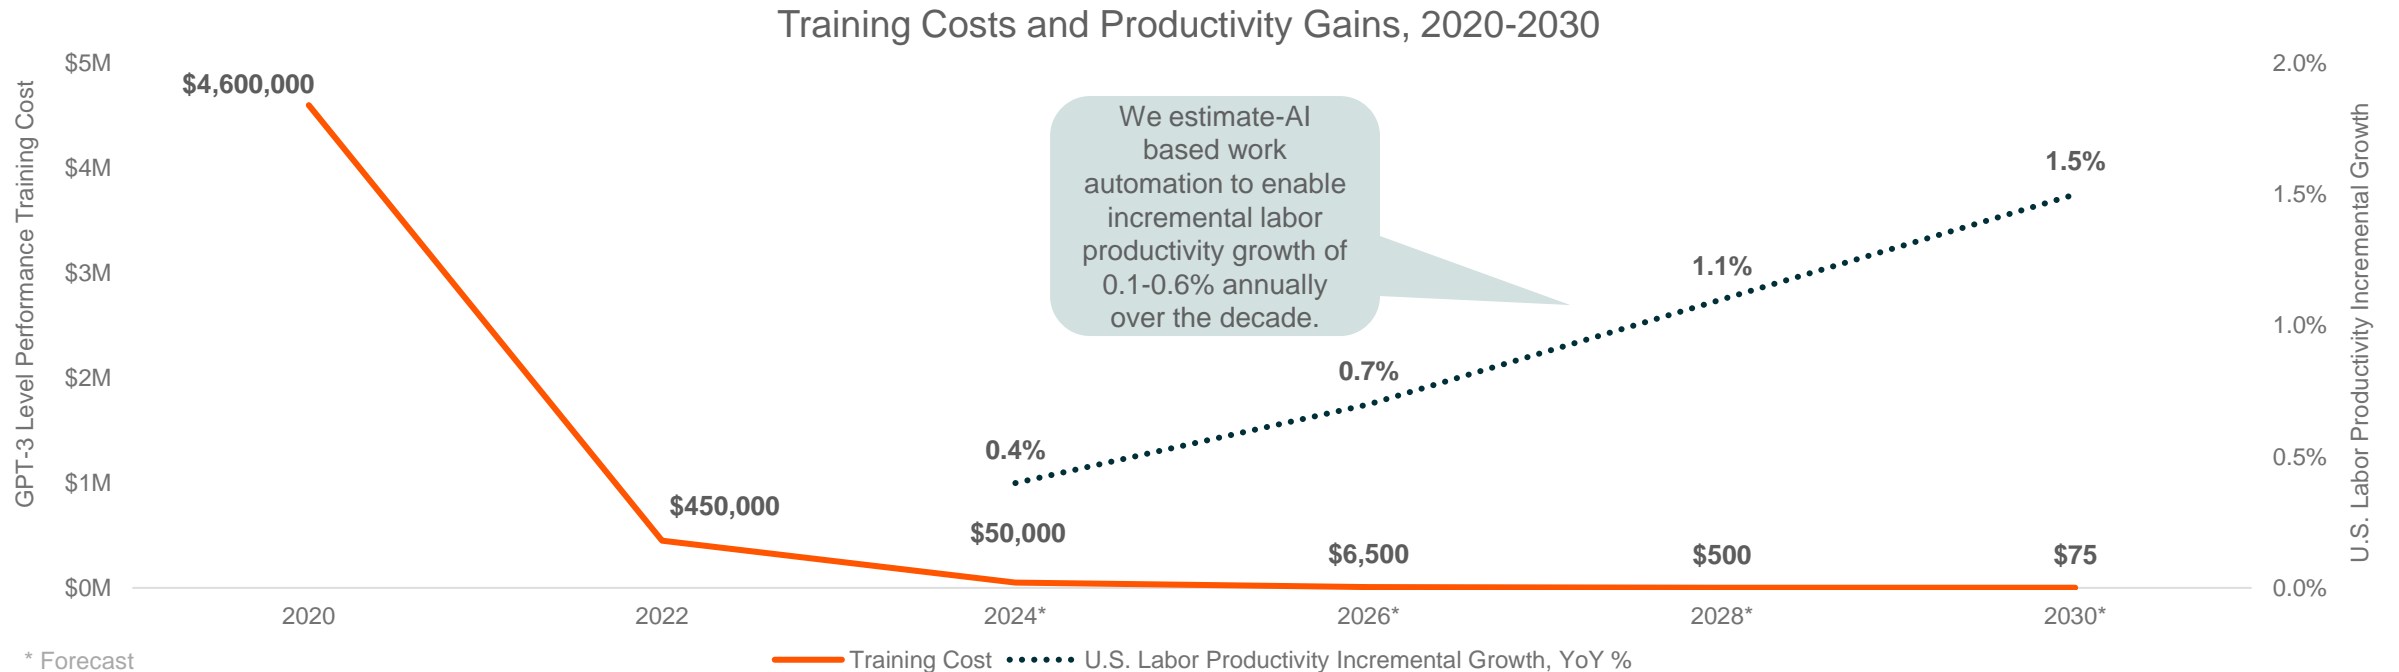 Training Costs and Productivity Gains, 2020-2030
GPT-3 Level Performance Training Cost
$5M
$4M
$3M
$2M
$1M
$0M
$4,600,000
$450,000
$50,000
$6,500
$500
$75
We estimate-AI
based work
automation to enable
incremental labor
productivity growth of
0.1-0.6% annually
over the decade.
0.4%
0.7%
1.1%
1.5%
2.0%
1.5%
1.0%
0.5%
0.0%
U.S. Labor Productivity Incremental Growth
2020
2022
2024*
2026*
2028*
2030*
* Forecast
Training Cost
U.S. Labor Productivity Incremental Growth, YoY %